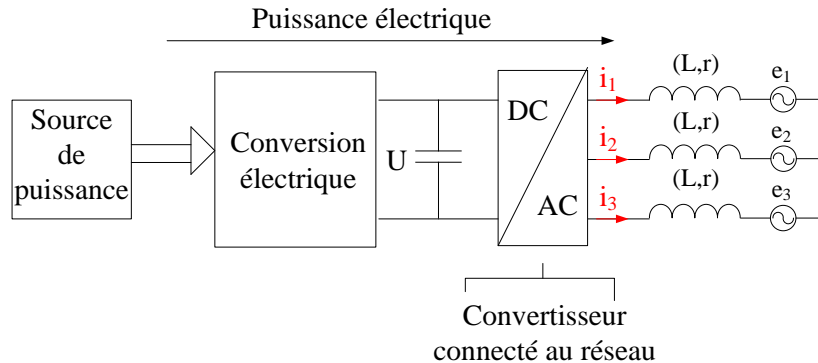 Puissance électrique
Source
de
puissance
Conversion
électrique
U
DC
AC
i1
(L,r)
e1
i2
(L,r)
e2
i3
(L,r)
e3
Convertisseur
connecté au réseau